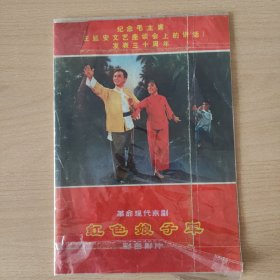 纪念毛主席
《在延安文艺座谈会上的讲话》
发表三十周年
革命现代京剧
红色娘子军
彩色影片